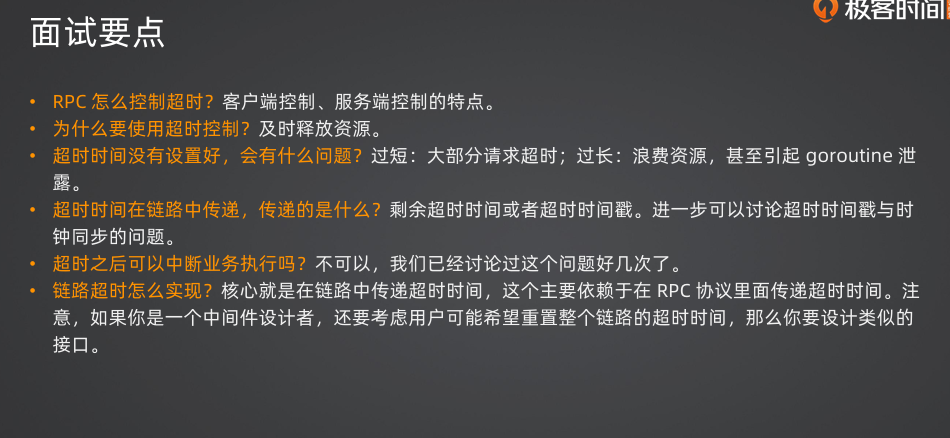 极客时间
面试要点
• RPC 怎么控制超时？客户端控制、服务端控制的特点。
• 为什么要使用超时控制？及时释放资源。
• 超时时间没有设置好，会有什么问题？过短：大部分请求超时；过长：浪费资源，甚至引起 goroutine 泄
露。
• 超时时间在链路中传递，传递的是什么？剩余超时时间或者超时时间戳。进一步可以讨论超时时间戳与时
钟同步的问题。
• 超时之后可以中断业务执行吗？不可以，我们已经讨论过这个问题好几次了。
• 链路超时怎么实现？核心就是在链路中传递超时时间，这个主要依赖于在 RPC 协议里面传递超时时间。注
意，如果你是一个中间件设计者，还要考虑用户可能希望重置整个链路的超时时间，那么你要设计类似的
接口。